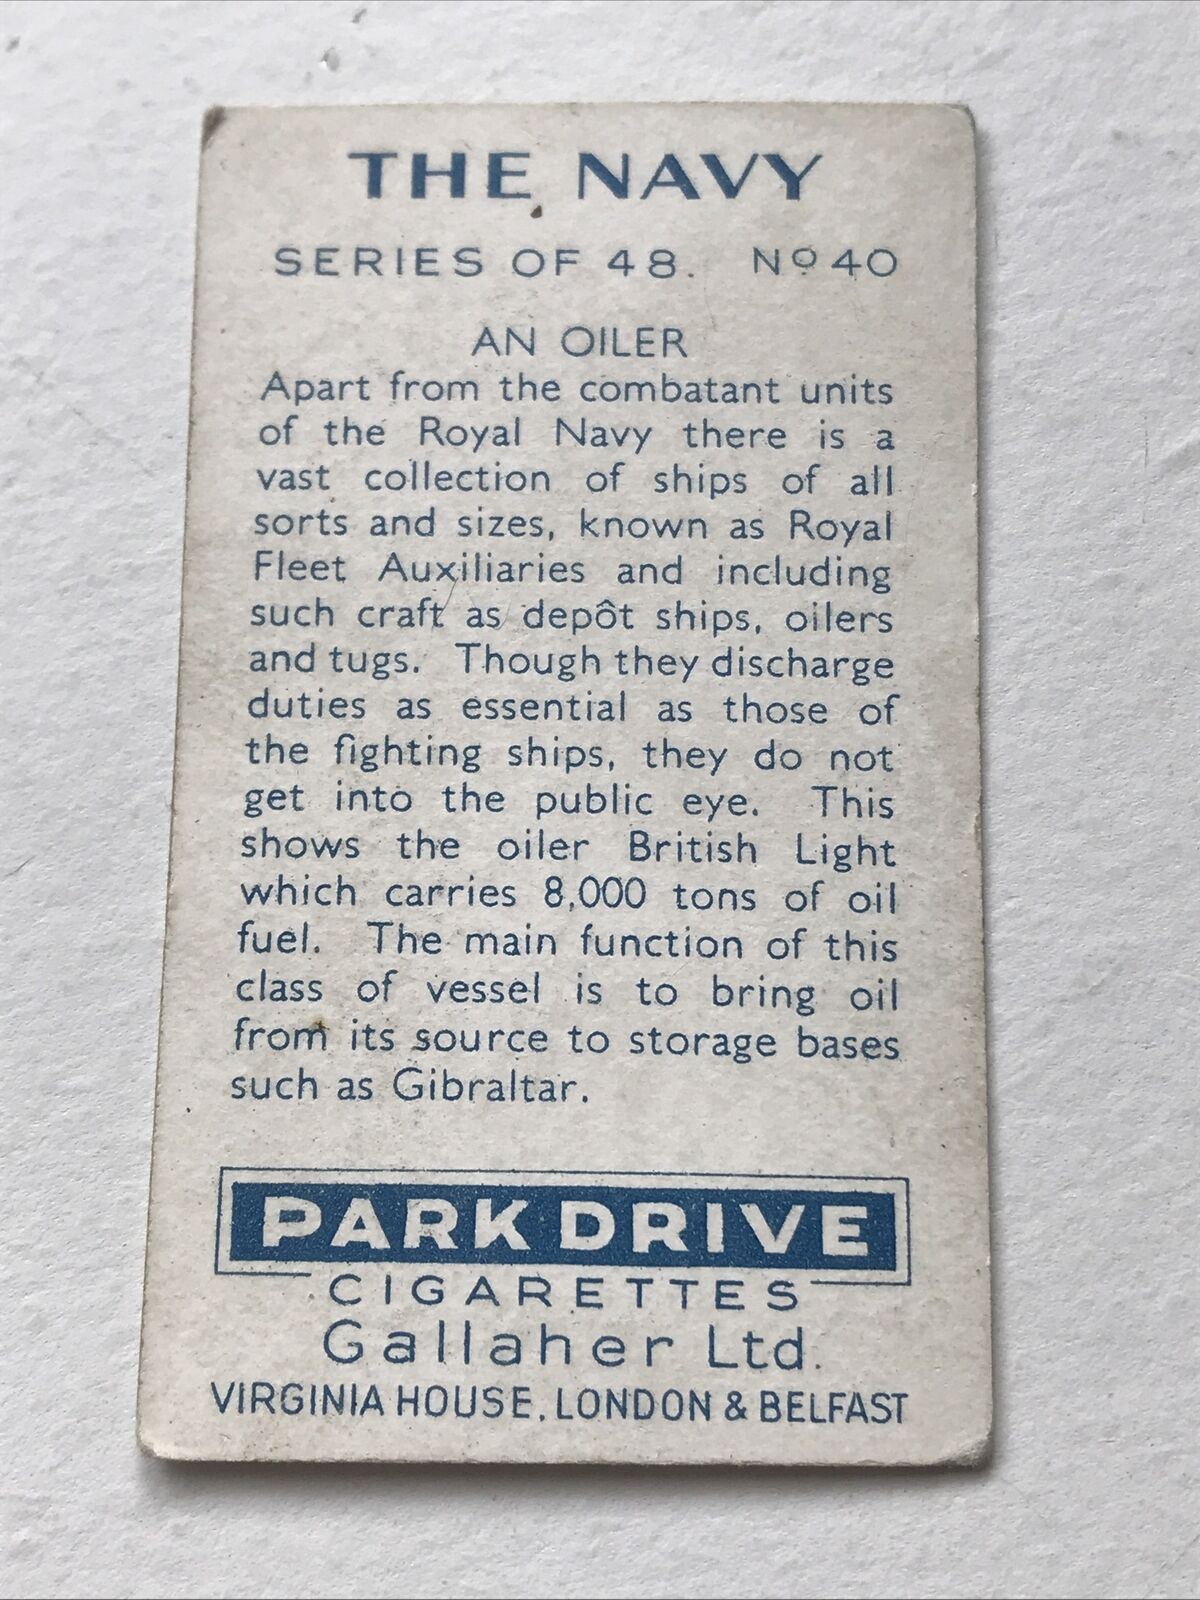 THE NAVY
SERIES OF 48. Nº 40
AN OILER
Apart from the combatant units
of the Royal Navy there is a
vast collection of ships of all
sorts and sizes, known as Royal
Fleet Auxiliaries and including
such craft as depôt ships, oilers
and tugs. Though they discharge
duties as essential as those of
the fighting ships, they do not
get into the public eye. This
shows the oiler British Light
which carries 8,000 tons of oil
fuel. The main function of this
class of vessel is to bring oil
from its source to storage bases
such as Gibraltar.
PARK DRIVE
CIGARETTES
Gallaher Ltd.
VIRGINIA HOUSE, LONDON & BELFAST